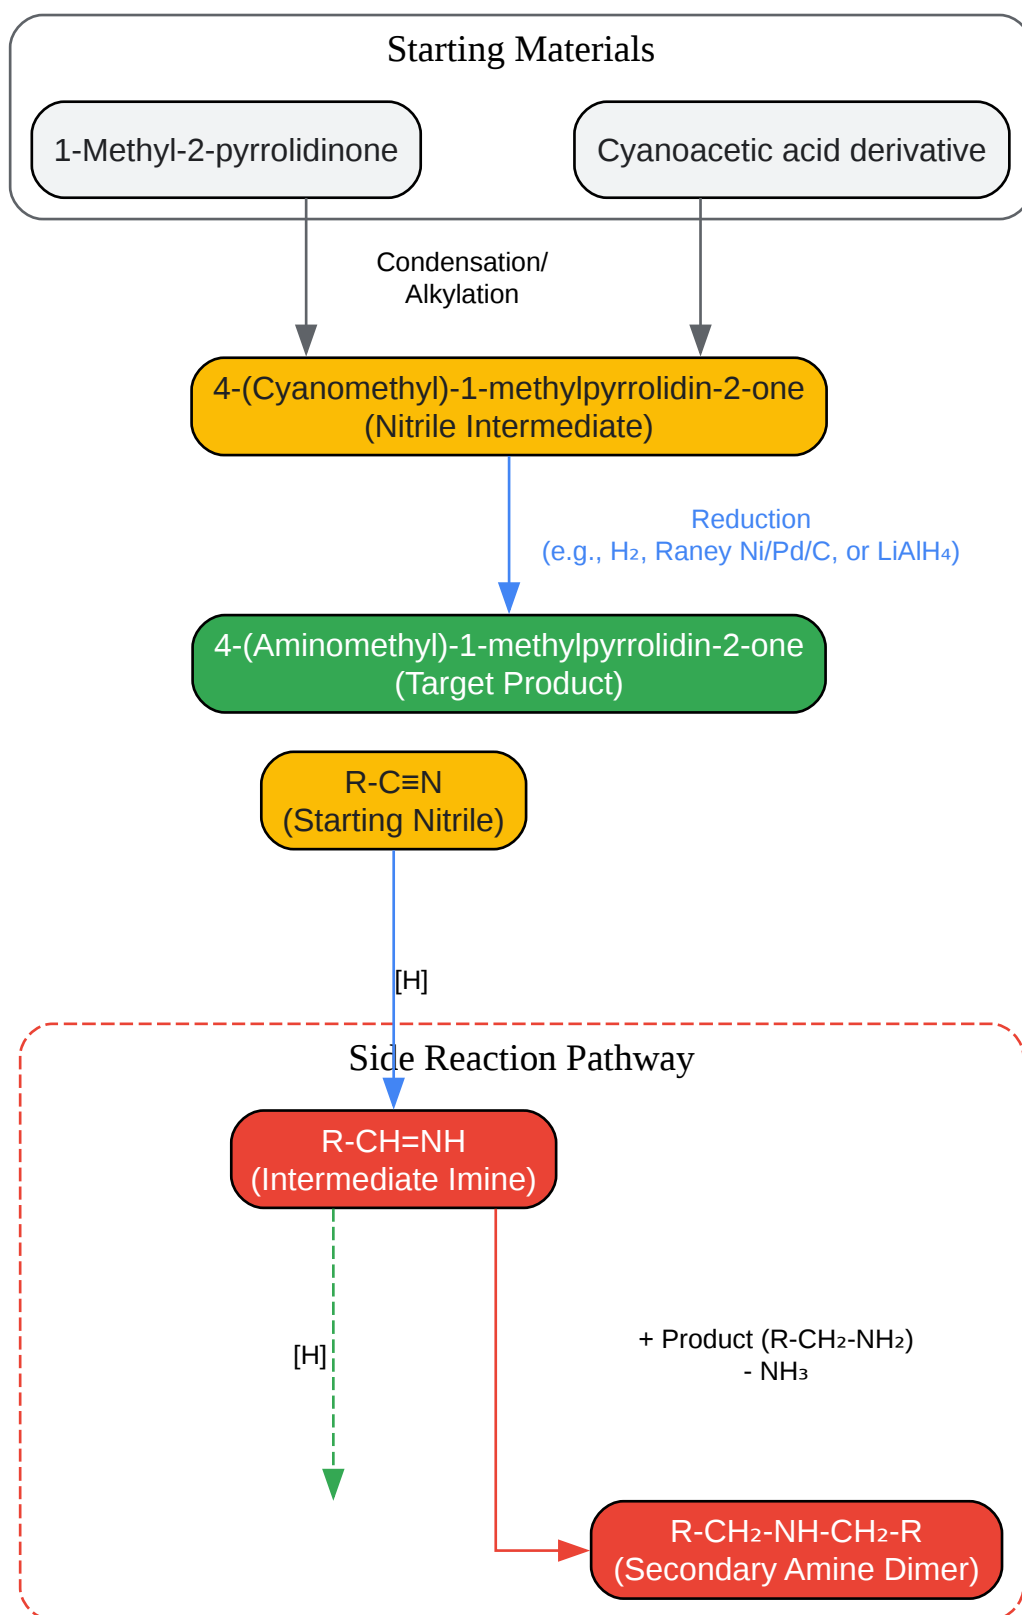 Starting Materials
1-Methyl-2-pyrrolidinone
Cyanoacetic acid derivative
Condensation/
Alkylation
4-(Cyanomethyl)-1-methylpyrrolidin-2-one
(Nitrile Intermediate)
Reduction
(e.g., H₂, Raney Ni/Pd/C, or LiAlH₄)
4-(Aminomethyl)-1-methylpyrrolidin-2-one
(Target Product)
R-C≡N
(Starting Nitrile)
[H]
Side Reaction Pathway
R-CH=NH
(Intermediate Imine)
[H]
+ Product (R-CH₂-NH₂)
- NH₃
R-CH₂-NH-CH₂-R
(Secondary Amine Dimer)